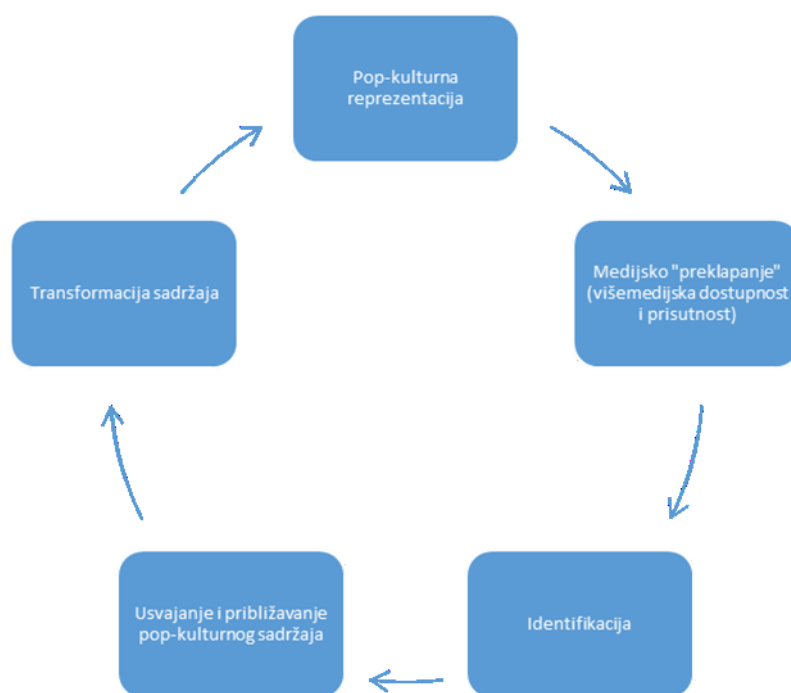 Pop-kulturna
reprezentacija
Medijsko "preklapanje"
(višemedijska dostupnost
i prisutnost)
Identifikacija
Usvajanje i približavanje
pop-kulturnog sadržaja
Transformacija sadržaja